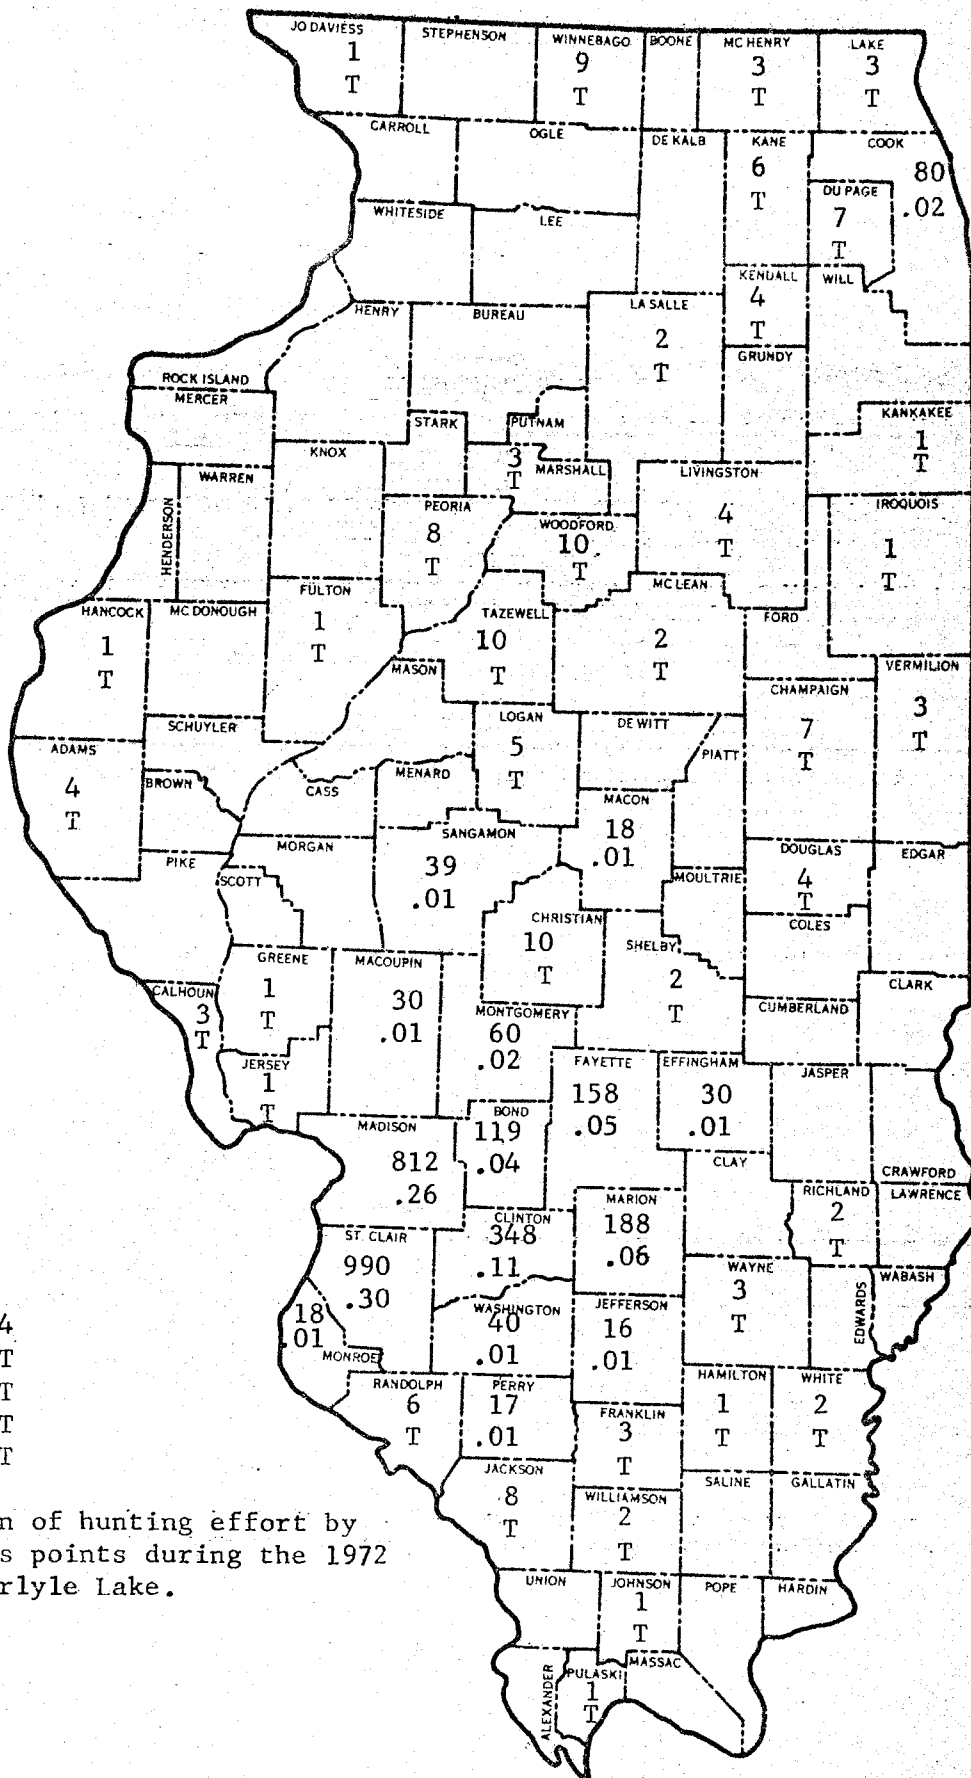 JO DAVIESS
1
T
STEPHENSON
WINNEBAGO
9
T
BOONE
MC HENRY
3
T
LAKE
3
T
CARROLL
OGLE
DE KALB
KANE
6
T
COOK
80
.02
DU PAGE
7
T
WHITESIDE
LEE
KENDALL
4
T
WILL
HENRY
BUREAU
LA SALLE
2
T
GRUNDY
ROCK ISLAND
MERCER
STARK
PUTNAM
KANKAKEE
1
T
KNOX
3
T
MARSHALL
LIVINGSTON
4
T
WARREN
HENDERSON
PEORIA
8
T
WOODFORD
10
T
IROQUOIS
1
T
HANCOCK
1
T
MC DONOUGH
FULTON
1
T
TAZEWELL
10
T
MC LEAN
2
T
FORD
MASON
VERMILION
3
T
CHAMPAIGN
7
T
SCHUYLER
LOGAN
5
T
DE WITT
PIATT
ADAMS
4
T
BROWN
CASS
MENARD
MACON
18
.01
SANGAMON
39
.01
MORGAN
PIKE
SCOTT
MOULTRIE
DOUGLAS
4
T
EDGAR
CHRISTIAN
10
T
SHELBY
2
T
COLES
GREENE
1
T
MACOUPIN
30
.01
CALHOUN
3
T
MONTGOMERY
60
.02
CUMBERLAND
CLARK
JERSEY
1
T
FAYETTE
158
.05
EFFINGHAM
30
.01
JASPER
MADISON
812
.26
BOND
119
.04
CLAY
CRAWFORD
RICHLAND
2
T
LAWRENCE
MARION
188
.06
CLINTON
348
.11
ST. CLAIR
990
.30
WAYNE
3
T
WABASH
EDWARDS
18
01
MONROE
WASHINGTON
40
.01
JEFFERSON
16
.01
4
T
T
T
T
RANDOLPH
6
T
PERRY
17
.01
HAMILTON
1
T
WHITE
2
T
FRANKLIN
3
T
JACKSON
8
T
WILLIAMSON
2
T
SALINE
GALLATIN
n of hunting effort by
s points during the 1972
rlyle Lake.
UNION
JOHNSON
1
T
POPE
HARDIN
ALEXANDER
PULASKI
1
T
MASSAC